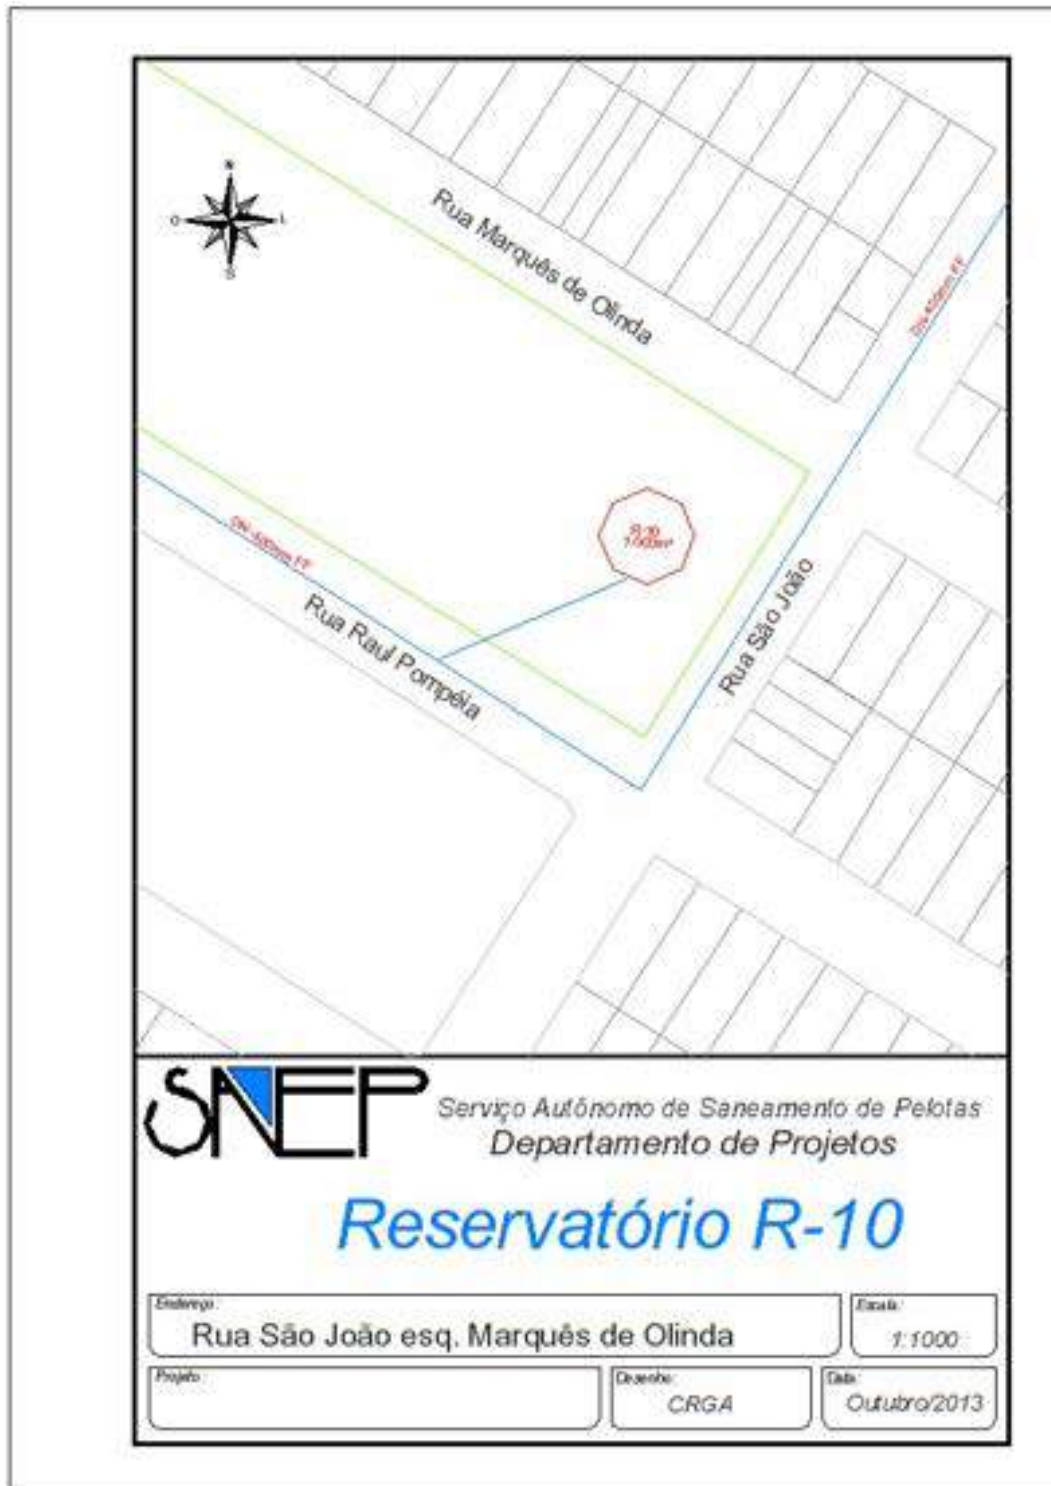 N
O
L
S
Rua Marquês de Olinda
R-10
Rua São João
Rua Raul Pompéia
SANEP
Serviço Autônomo de Saneamento de Pelotas
Departamento de Projetos
Reservatório R-10
Endereço:
Rua São João esq. Marquês de Olinda
Escala:
1:1000
Projeto:
Desenho:
CRGA
Data:
Outubro/2013